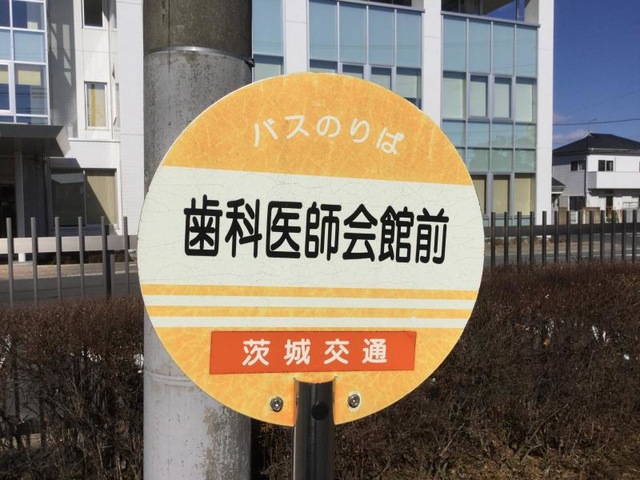 バスのりば
歯科医師会館前
茨城交通